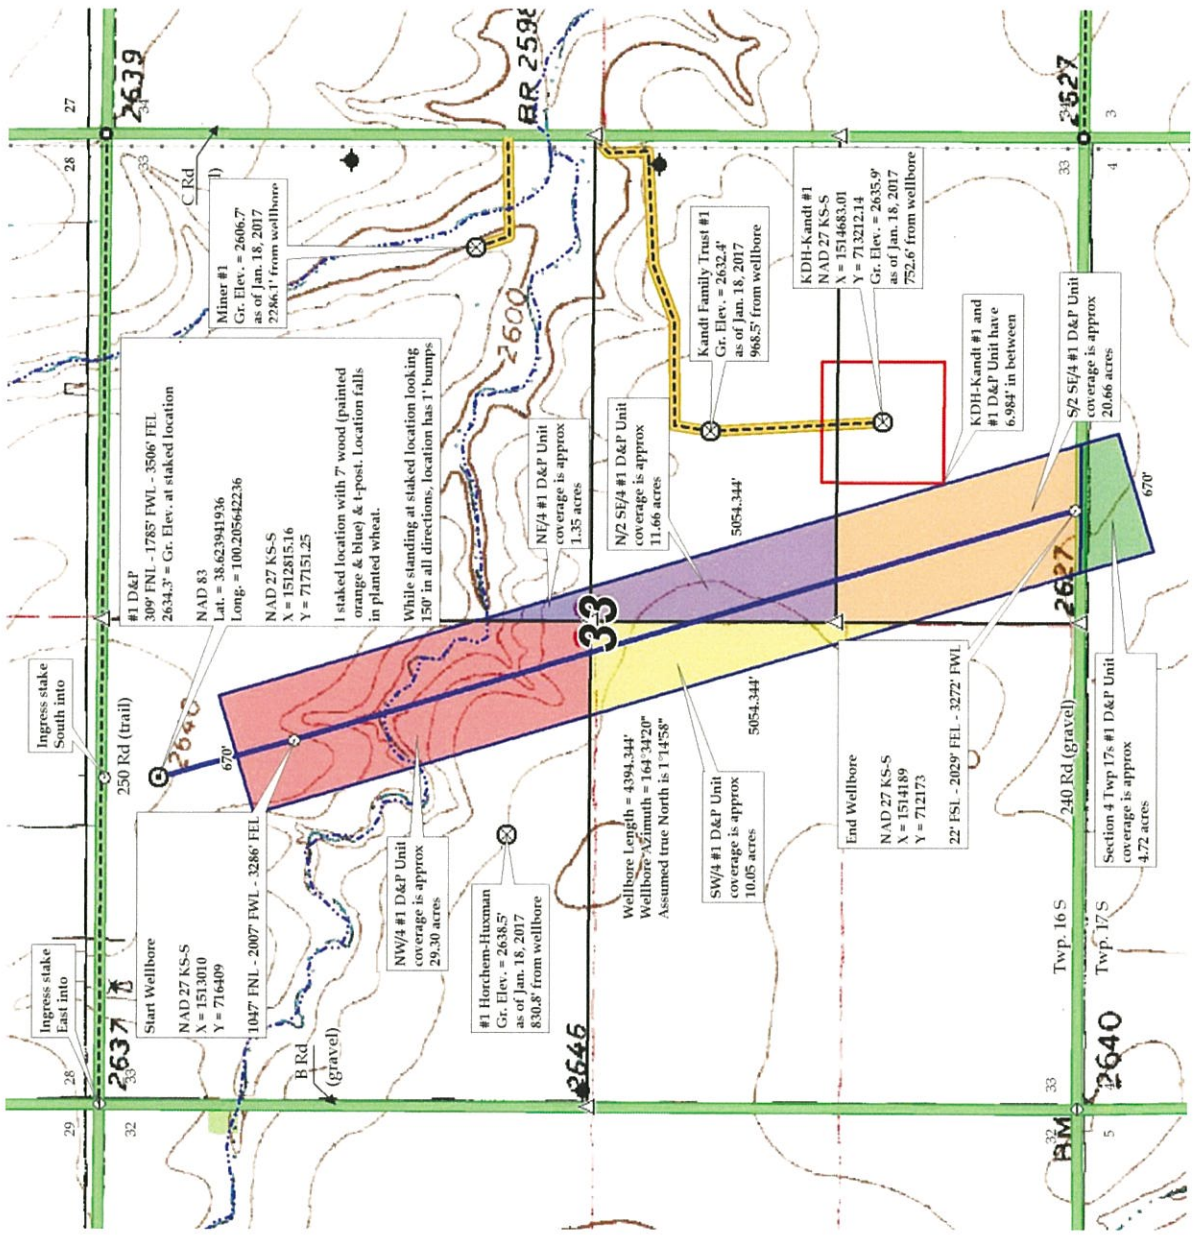 Ingress stake
East into
Ingress stake
South into
29
28
32
33
2637
250 Rd (trail)
28
27
33
34
2639
C Rd
#1 D&P
309' FNL - 1785' FWL - 3506' FEL
2634.3' = Gr. Elev. at staked location
NAD 83
Lat. = 38.623941936
Long. = 100.205642236
NAD 27 KS-S
X = 1512815.16
Y = 717151.25
1 staked location with 7' wood (painted
orange & blue) & t-post. Location falls
in planted wheat.
While standing at staked location looking
150' in all directions, location has 1' bumps
Start Wellbore
NAD 27 KS-S
X = 1513010
Y = 716409
1047' FNL - 2007' FWL - 3286' FEL
2640
670'
Miner #1
Gr. Elev. = 2606.7'
as of Jan. 18, 2017
2286.1' from wellbore
B Rd
(gravel)
NW/4 #1 D&P Unit
coverage is approx
29.30 acres
#1 Horchem-Huxman
Gr. Elev. = 2638.5'
as of Jan. 18, 2017
830.8' from wellbore
2600
BR 2598
NE/4 #1 D&P Unit
coverage is approx
1.35 acres
2646
33
N/2 SE/4 #1 D&P Unit
coverage is approx
11.66 acres
Wellbore Length = 4394.344'
Wellbore Azimuth = 164°34'20"
Assumed true North is 1°14'58"
Kandt Family Trust #1
Gr. Elev. = 2632.4'
as of Jan. 18, 2017
968.5' from wellbore
SW/4 #1 D&P Unit
coverage is approx
10.05 acres
5054.344'
5054.344'
KDH-Kandt #1
NAD 27 KS-S
X = 1514683.01
Y = 713212.14
Gr. Elev. = 2635.9'
as of Jan. 18, 2017
752.6' from wellbore
End Wellbore
NAD 27 KS-S
X = 1514189
Y = 712173
22' FSL - 2029' FEL - 3272' FWL
KDH-Kandt #1 and
#1 D&P Unit have
6.984' in between
S/2 SE/4 #1 D&P Unit
coverage is approx
20.66 acres
Twp. 16 S
Twp. 17 S
240 Rd (gravel)
2627
2627
33
34
4
3
32
33
5
BM
2640
Section 4 Twp 17s #1 D&P Unit
coverage is approx
4.72 acres
670'